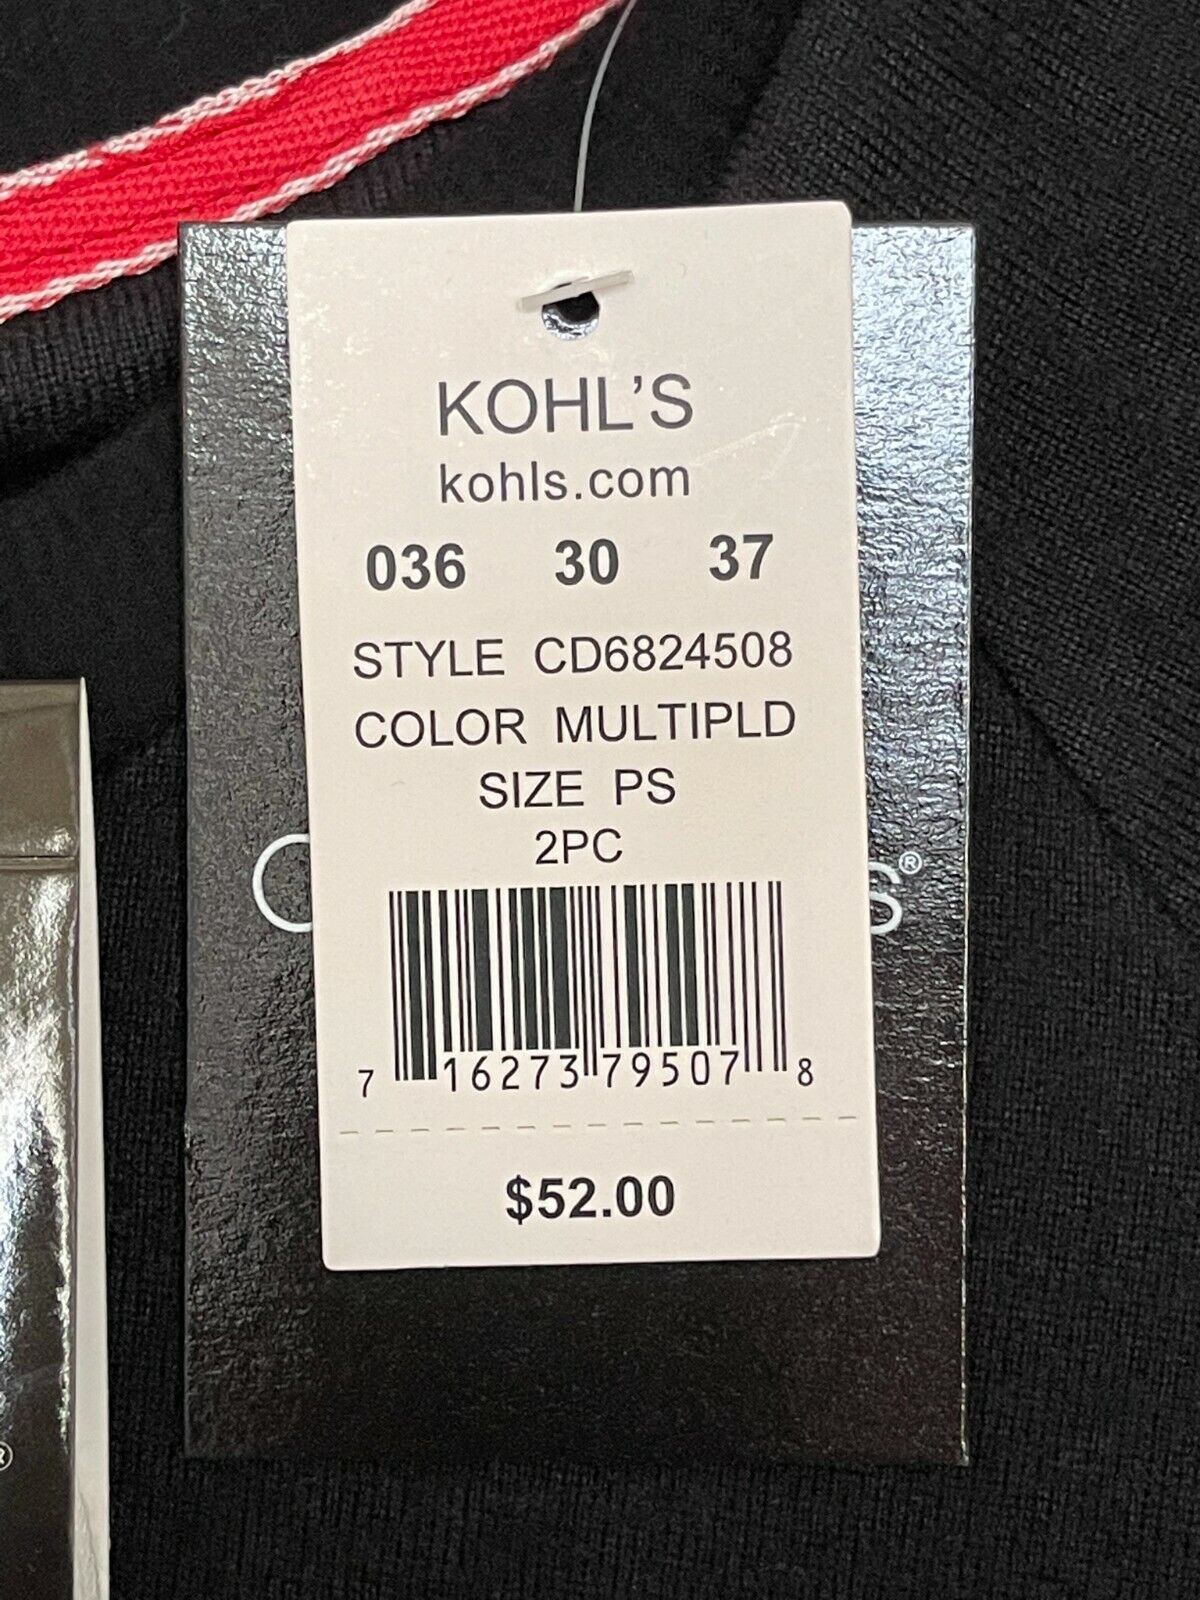 KOHL'S
kohls.com
036 30 37
STYLE CD6824508
COLOR MULTIPLD
SIZE PS
2PC
7 16273 79507 8
$52.00